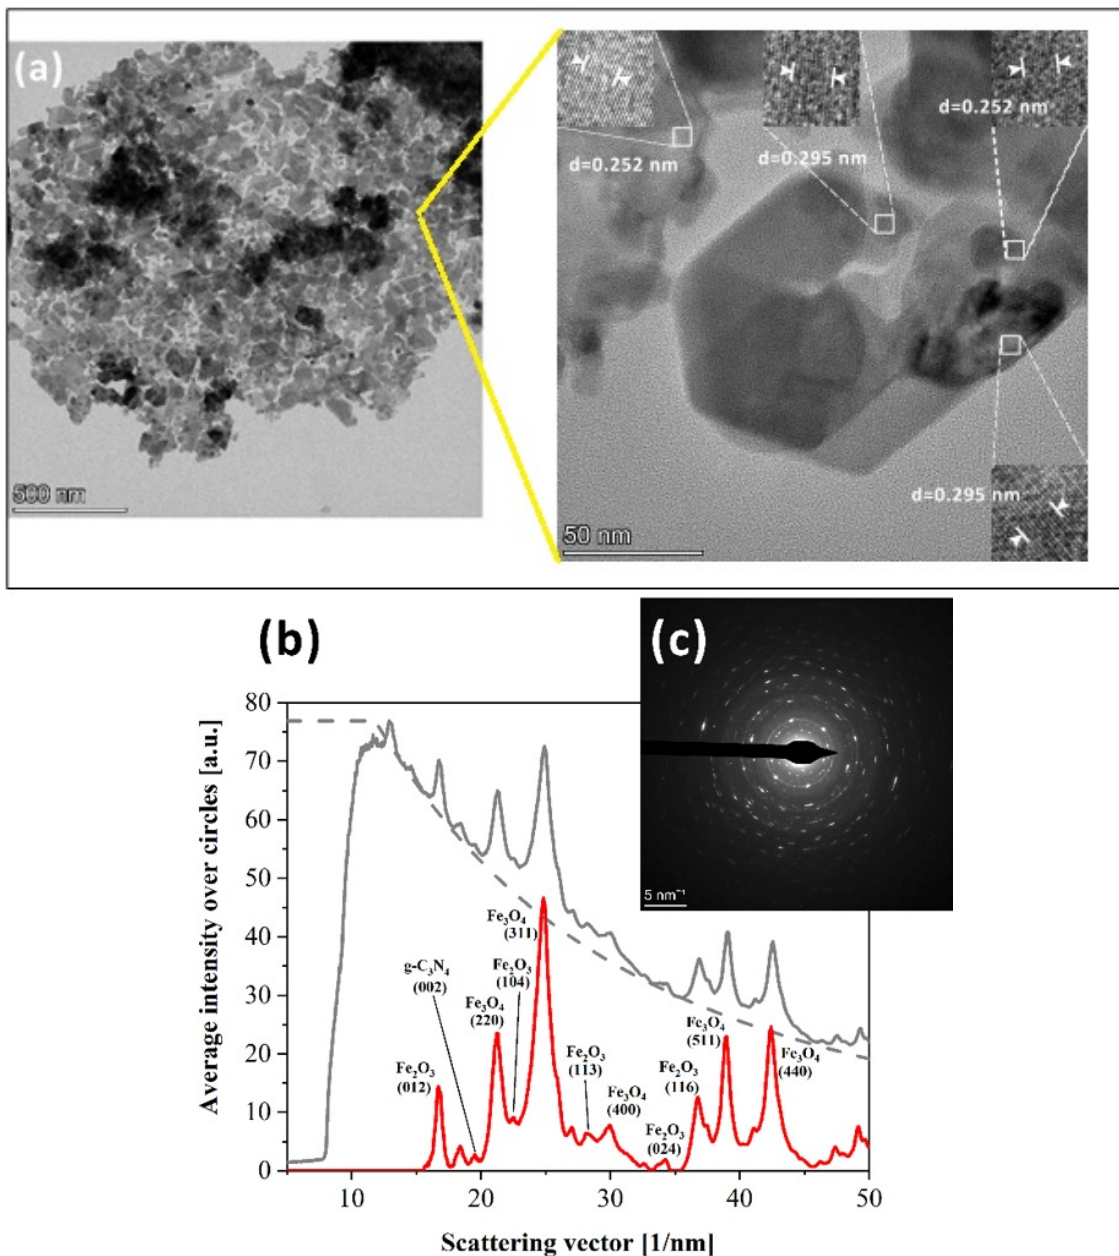 (a)
500 nm
d=0.252 nm
d=0.295 nm
d=0.252 nm
d=0.295 nm
50 nm
(b)
(c)
5 nm⁻¹
80
70
60
50
40
30
20
10
0
Average intensity over circles [a.u.]
Fe₂O₃
(012)
g-C₃N₄
(002)
Fe₃O₄
(220)
Fe₂O₃
(104)
Fe₃O₄
(311)
Fe₂O₃
(113)
Fe₃O₄
(400)
Fe₂O₃
(024)
Fe₂O₃
(116)
Fe₃O₄
(511)
Fe₃O₄
(440)
10 20 30 40 50
Scattering vector [1/nm]